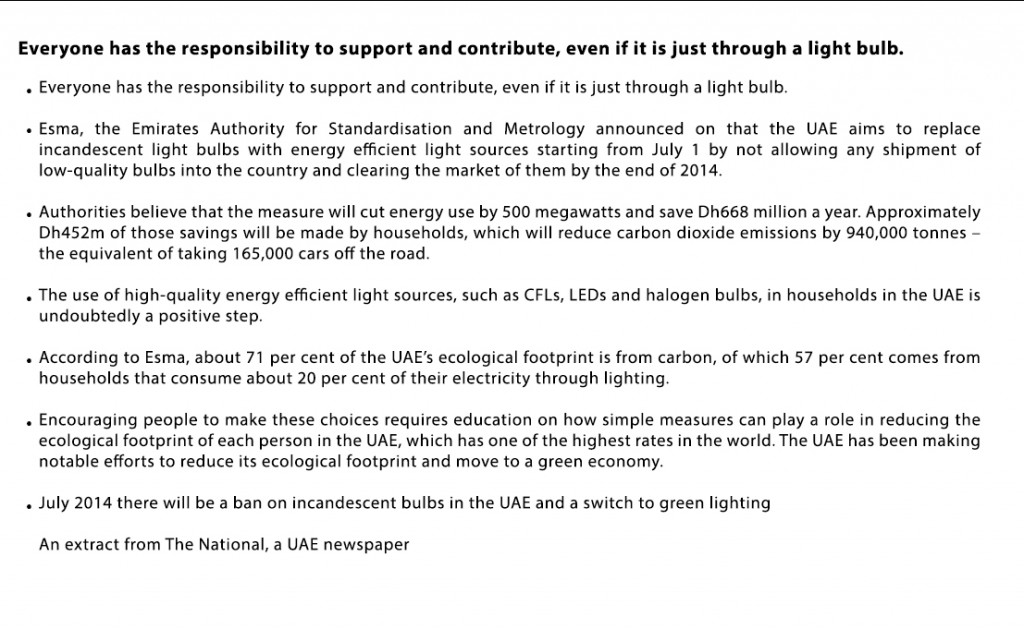 Everyone has the responsibility to support and contribute, even if it is just through a light bulb.
• Everyone has the responsibility to support and contribute, even if it is just through a light bulb.
• Esma, the Emirates Authority for Standardisation and Metrology announced on that the UAE aims to replace
incandescent light bulbs with energy efficient light sources starting from July 1 by not allowing any shipment of
low-quality bulbs into the country and clearing the market of them by the end of 2014.
• Authorities believe that the measure will cut energy use by 500 megawatts and save Dh668 million a year. Approximately
Dh452m of those savings will be made by households, which will reduce carbon dioxide emissions by 940,000 tonnes –
the equivalent of taking 165,000 cars off the road.
• The use of high-quality energy efficient light sources, such as CFLs, LEDs and halogen bulbs, in households in the UAE is
undoubtedly a positive step.
• According to Esma, about 71 per cent of the UAE's ecological footprint is from carbon, of which 57 per cent comes from
households that consume about 20 per cent of their electricity through lighting.
• Encouraging people to make these choices requires education on how simple measures can play a role in reducing the
ecological footprint of each person in the UAE, which has one of the highest rates in the world. The UAE has been making
notable efforts to reduce its ecological footprint and move to a green economy.
• July 2014 there will be a ban on incandescent bulbs in the UAE and a switch to green lighting
An extract from The National, a UAE newspaper